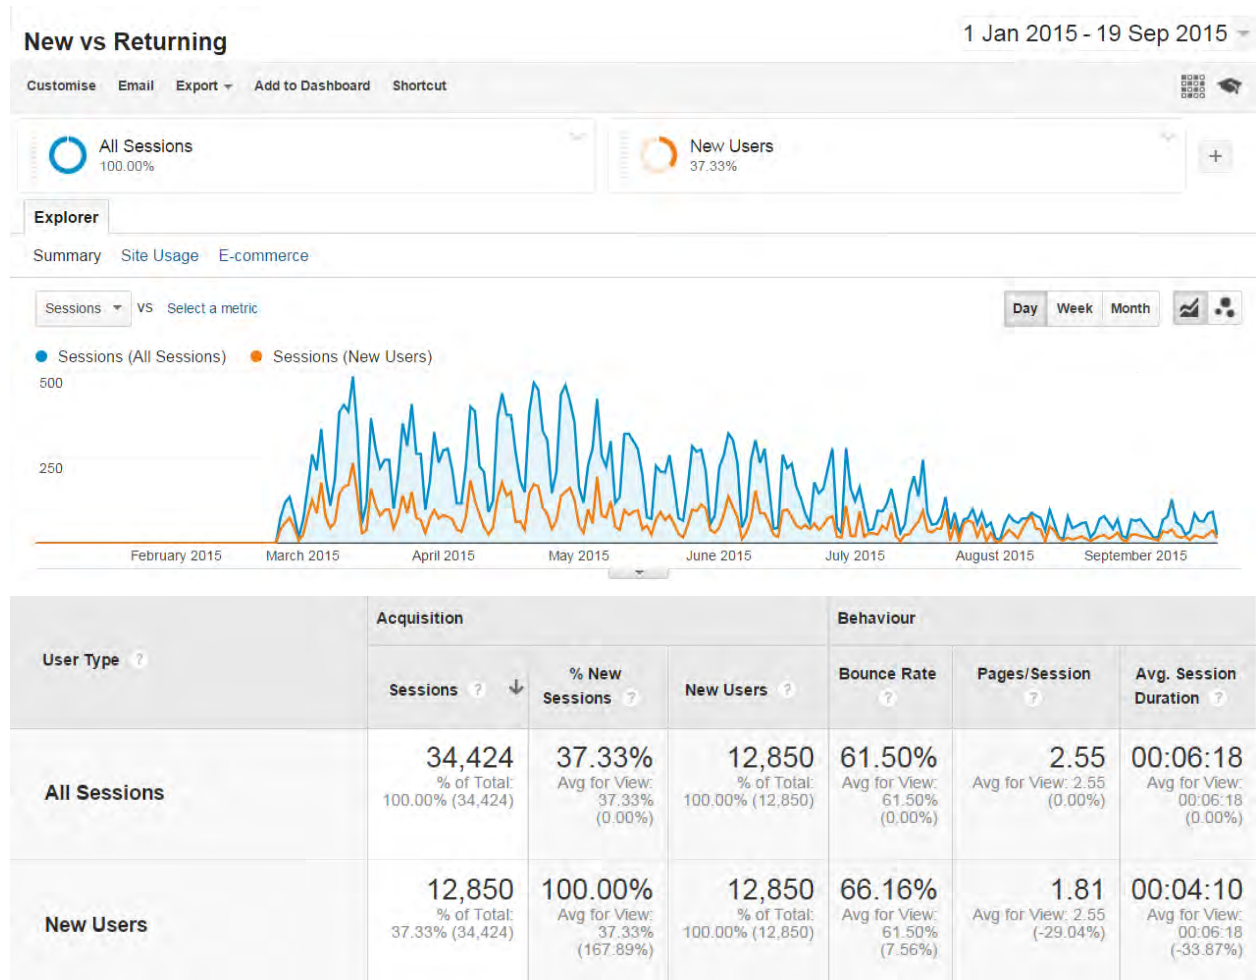 New vs Returning
1 Jan 2015 - 19 Sep 2015
Customise Email Export Add to Dashboard Shortcut
All Sessions
100.00%
New Users
37.33%
+
Explorer
Summary Site Usage E-commerce
Sessions VS Select a metric
Day Week Month
Sessions (All Sessions) Sessions (New Users)
500
250
February 2015 March 2015 April 2015 May 2015 June 2015 July 2015 August 2015 September 2015
User Type ?
Acquisition
Behaviour
Sessions ?
% New
Sessions ?
New Users ?
Bounce Rate
?
Pages/Session
?
Avg. Session
Duration ?
All Sessions
34,424
% of Total:
100.00% (34,424)
37.33%
Avg for View:
37.33%
(0.00%)
12,850
% of Total:
100.00% (12,850)
61.50%
Avg for View:
61.50%
(0.00%)
2.55
Avg for View: 2.55
(0.00%)
00:06:18
Avg for View:
00:06:18
(0.00%)
New Users
12,850
% of Total:
37.33% (34,424)
100.00%
Avg for View:
37.33%
(167.89%)
12,850
% of Total:
100.00% (12,850)
66.16%
Avg for View:
61.50%
(7.56%)
1.81
Avg for View: 2.55
(-29.04%)
00:04:10
Avg for View:
00:06:18
(-33.87%)